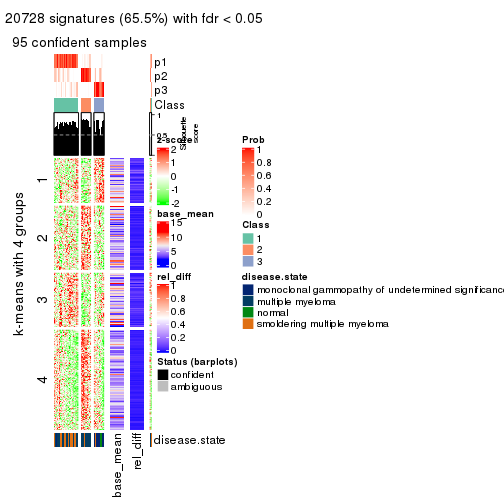 20728 signatures (65.5%) with fdr < 0.05
95 confident samples
p1
p2
p3
Class
1
0.5
Silhouette
score
k-means with 4 groups
1
2
3
4
base_mean
rel_diff
disease.state
z-score
2
1
0
-1
-2
base_mean
15
10
5
0
rel_diff
1
0.8
0.6
0.4
0.2
0
Status (barplots)
confident
ambiguous
Prob
1
0.8
0.6
0.4
0.2
0
Class
1
2
3
disease.state
monoclonal gammopathy of undetermined significance
multiple myeloma
normal
smoldering multiple myeloma